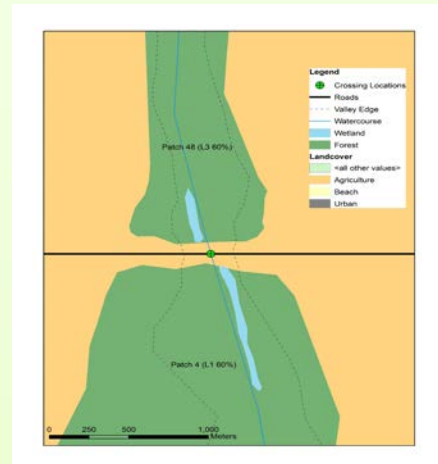 Legend
Crossing Locations
Roads
Valley Edge
Watercourse
Wetland
Forest
Landcover
<all other values>
Agriculture
Beach
Urban
Patch 48 (L3 60%)
Patch 4 (L1 60%)
0 250 500 1,000
Meters